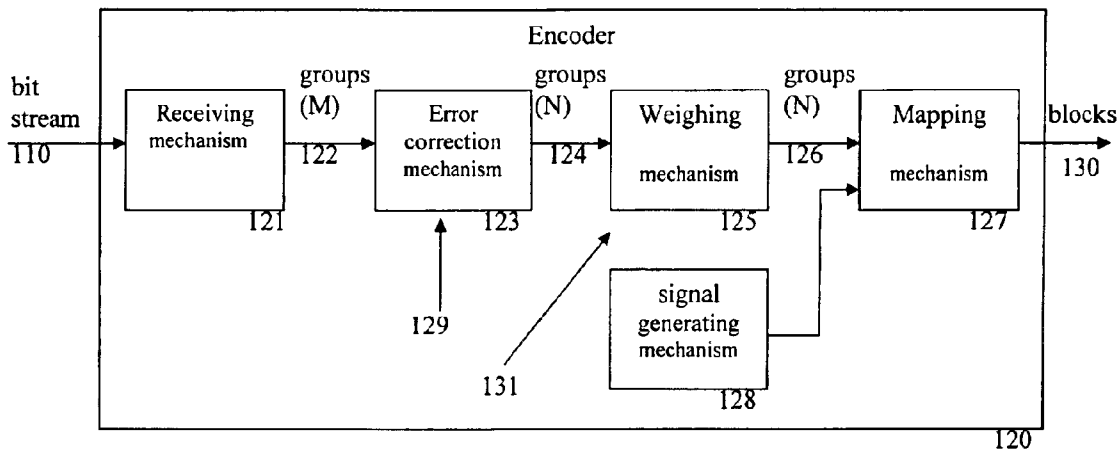 Encoder
bit
stream
110
Receiving
mechanism
121
groups
(M)
122
Error
correction
mechanism
123
groups
(N)
124
Weighing
mechanism
125
groups
(N)
126
Mapping
mechanism
127
blocks
130
129
131
signal
generating
mechanism
128
120